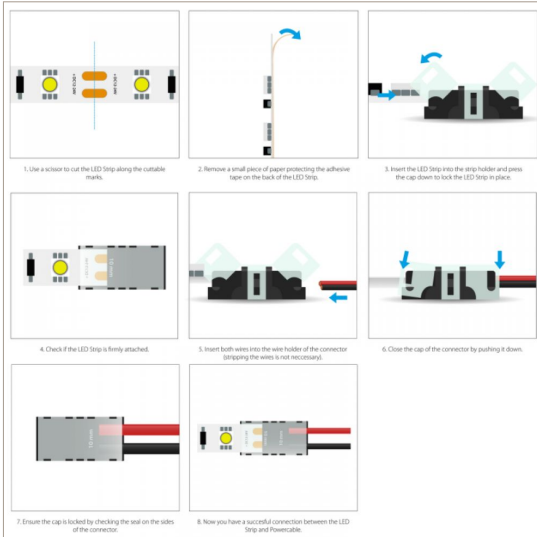 1. Use a scissor to cut the LED Strip along the cuttable
marks.
2. Remove a small piece of paper protecting the adhesive
tape on the back of the LED Strip.
3. Insert the LED Strip into the strip holder and press
the cap down to lock the LED Strip in place.
4. Check if the LED Strip is firmly attached.
5. Insert both wires into the wire holder of the connector
(stripping the wires is not neccessary).
6. Close the cap of the connector by pushing it down.
7. Ensure the cap is locked by checking the seal on the sides
of the connector.
8. Now you have a succesful connection between the LED
Strip and Powercable.